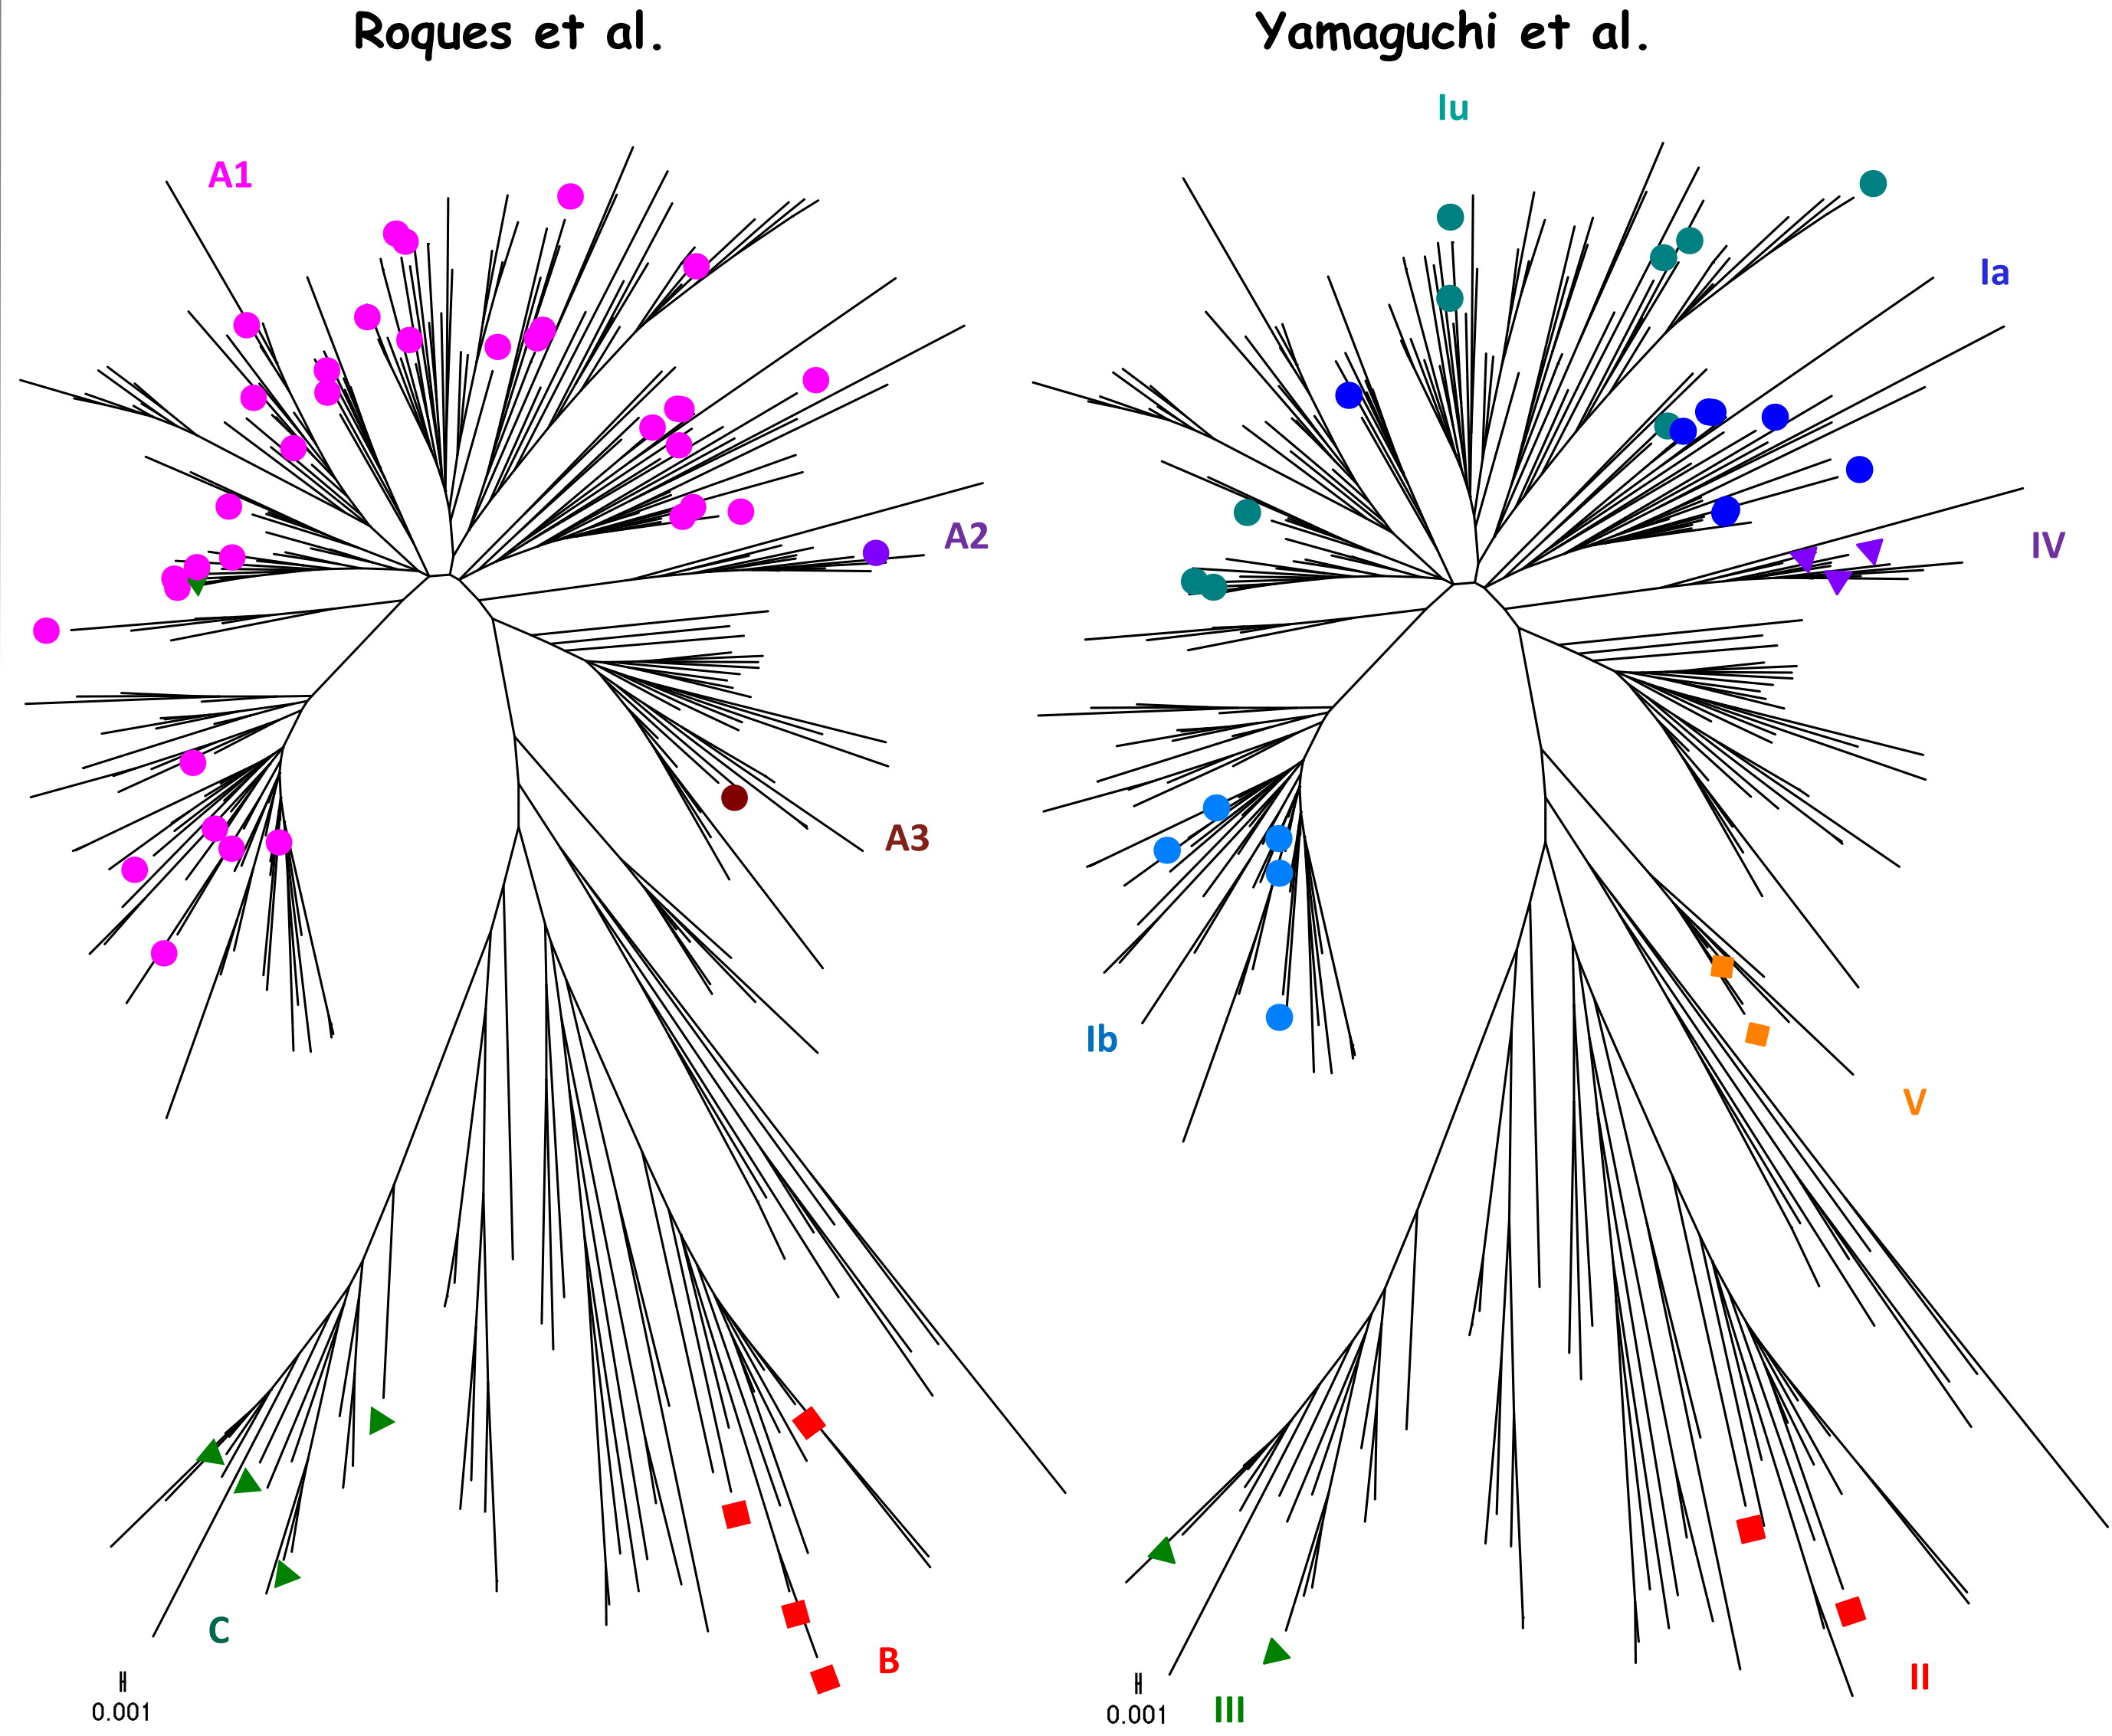 Roques et al.
Yamaguchi et al.
Iu
A1
Ia
A2
IV
A3
Ib
V
C
B
II
0.001
0.001
III